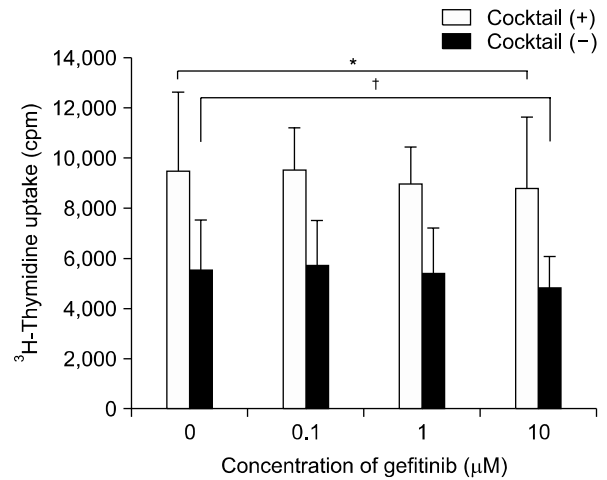 Cocktail (+)
Cocktail (−)
14,000
12,000
10,000
8,000
6,000
4,000
2,000
0
³H-Thymidine uptake (cpm)
*
†
0 0.1 1 10
Concentration of gefitinib (μM)